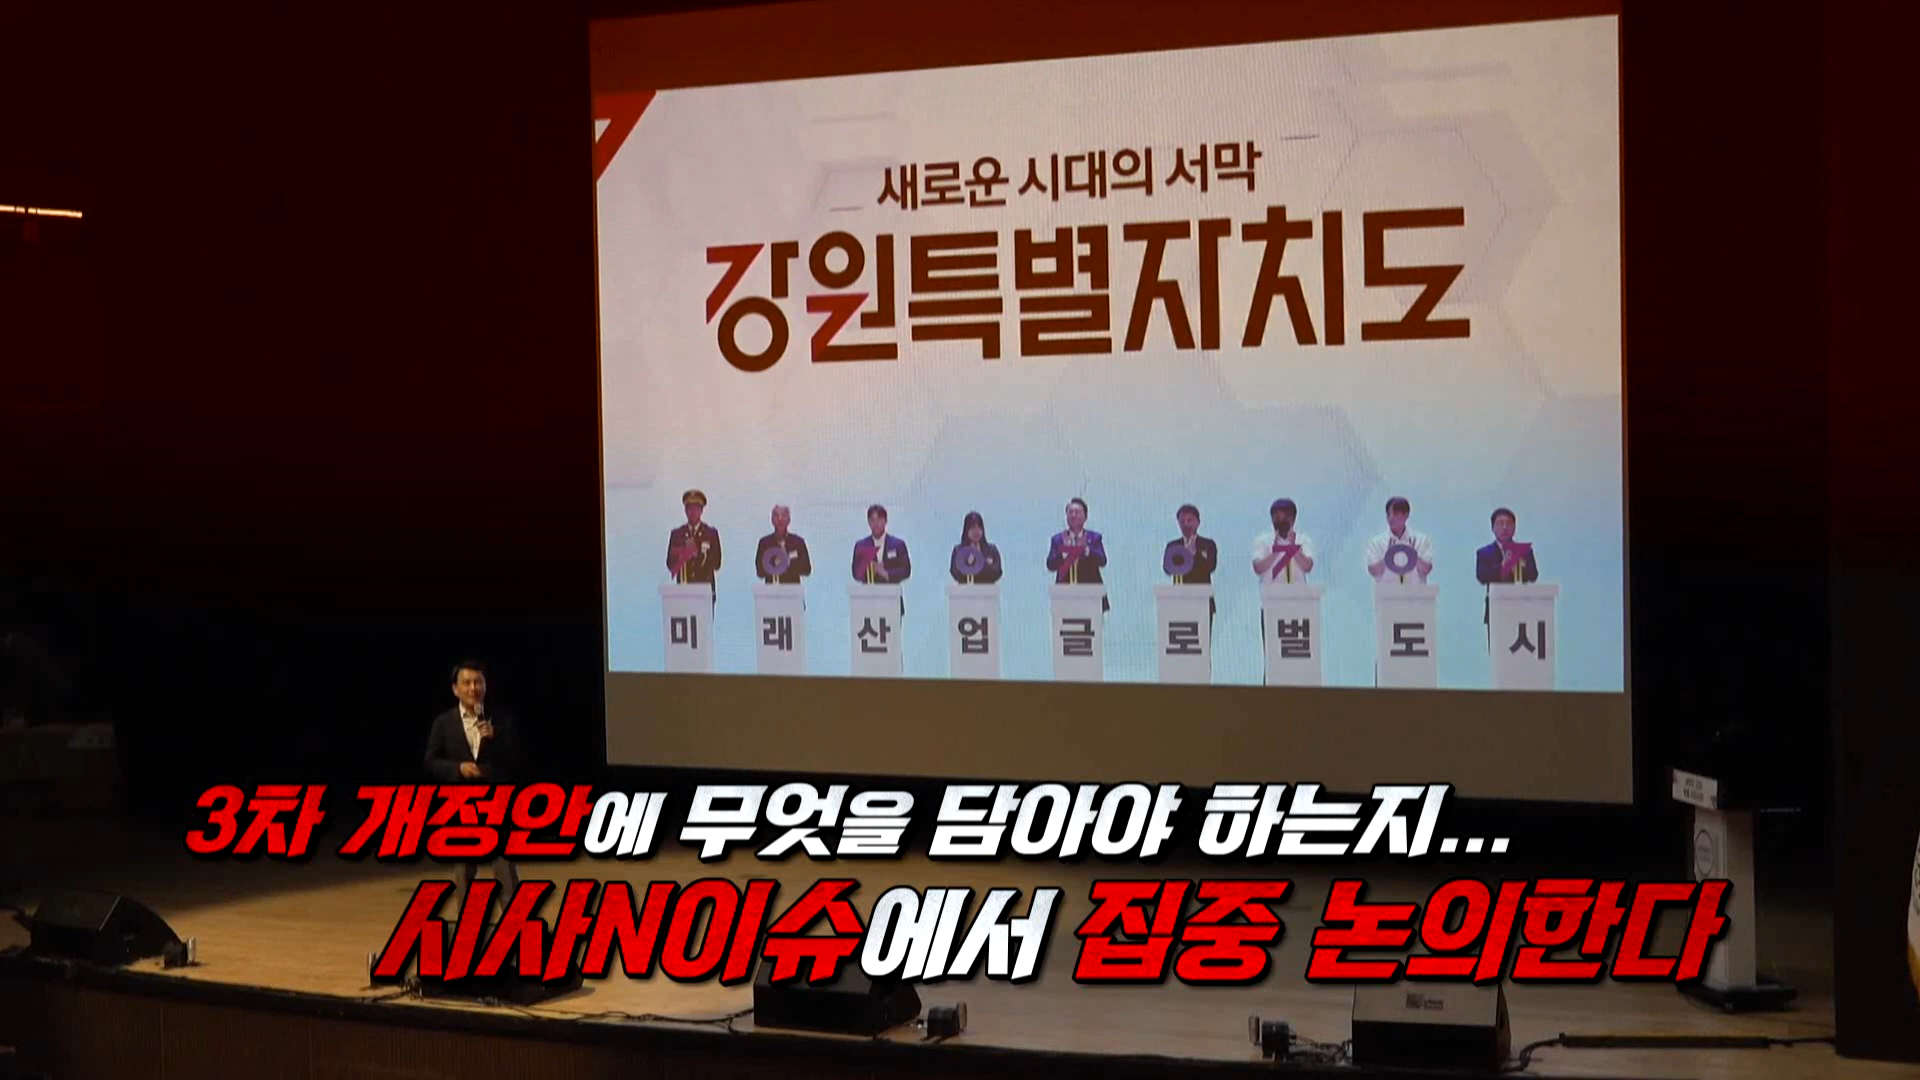 새로운 시대의 서막
강원특별자치도
미래산업글로벌도시
3차 개정안에 무엇을 담아야 하는지...
시사N이슈에서 집중 논의한다